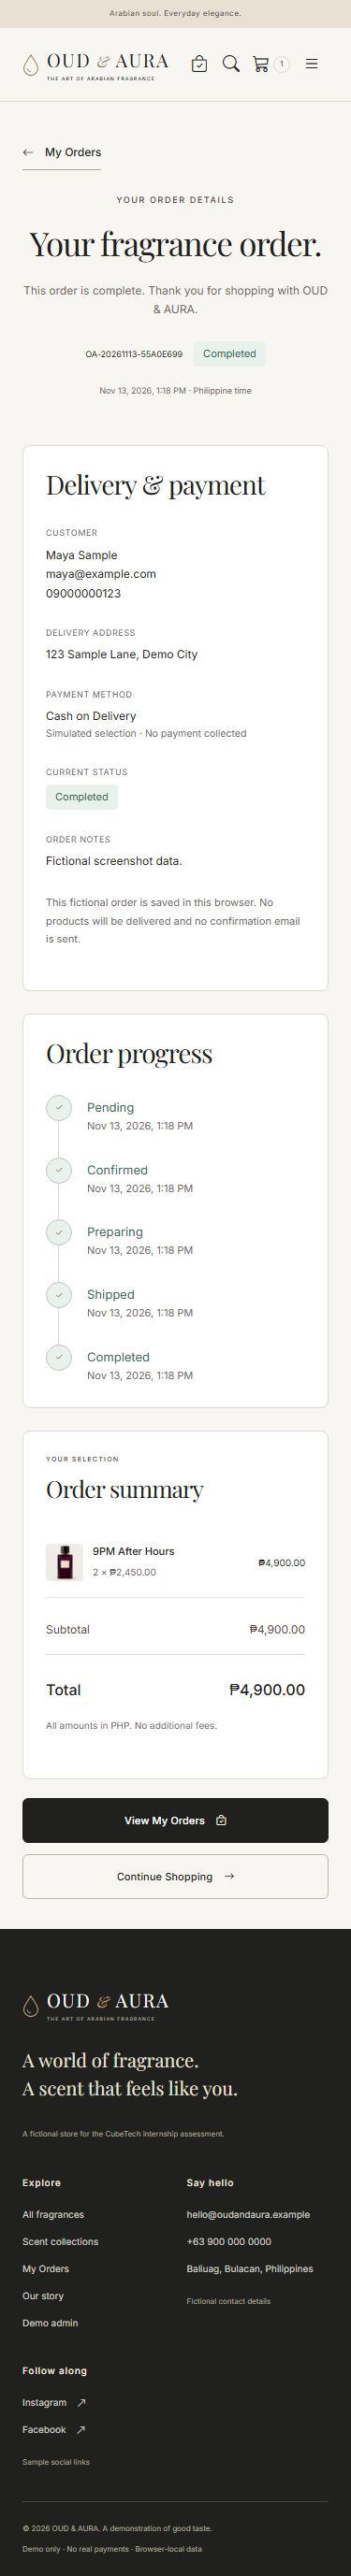 Arabian soul. Everyday elegance.
OUD & AURA
THE ART OF ARABIAN FRAGRANCE
1
← My Orders
YOUR ORDER DETAILS
Your fragrance order.
This order is complete. Thank you for shopping with OUD
& AURA.
OA-20261113-55A0E699 Completed
Nov 13, 2026, 1:18 PM · Philippine time
Delivery & payment
CUSTOMER
Maya Sample
maya@example.com
09000000123
DELIVERY ADDRESS
123 Sample Lane, Demo City
PAYMENT METHOD
Cash on Delivery
Simulated selection · No payment collected
CURRENT STATUS
Completed
ORDER NOTES
Fictional screenshot data.
This fictional order is saved in this browser. No
products will be delivered and no confirmation email
is sent.
Order progress
Pending
Nov 13, 2026, 1:18 PM
Confirmed
Nov 13, 2026, 1:18 PM
Preparing
Nov 13, 2026, 1:18 PM
Shipped
Nov 13, 2026, 1:18 PM
Completed
Nov 13, 2026, 1:18 PM
YOUR SELECTION
Order summary
9PM After Hours
2 × ₱2,450.00
₱4,900.00
Subtotal ₱4,900.00
Total ₱4,900.00
All amounts in PHP. No additional fees.
View My Orders
Continue Shopping →
OUD & AURA
THE ART OF ARABIAN FRAGRANCE
A world of fragrance.
A scent that feels like you.
A fictional store for the CubeTech internship assessment.
Explore
All fragrances
Scent collections
My Orders
Our story
Demo admin
Say hello
hello@oudandaura.example
+63 900 000 0000
Baliuag, Bulacan, Philippines
Fictional contact details
Follow along
Instagram ↗
Facebook ↗
Sample social links
© 2026 OUD & AURA. A demonstration of good taste.
Demo only · No real payments · Browser-local data